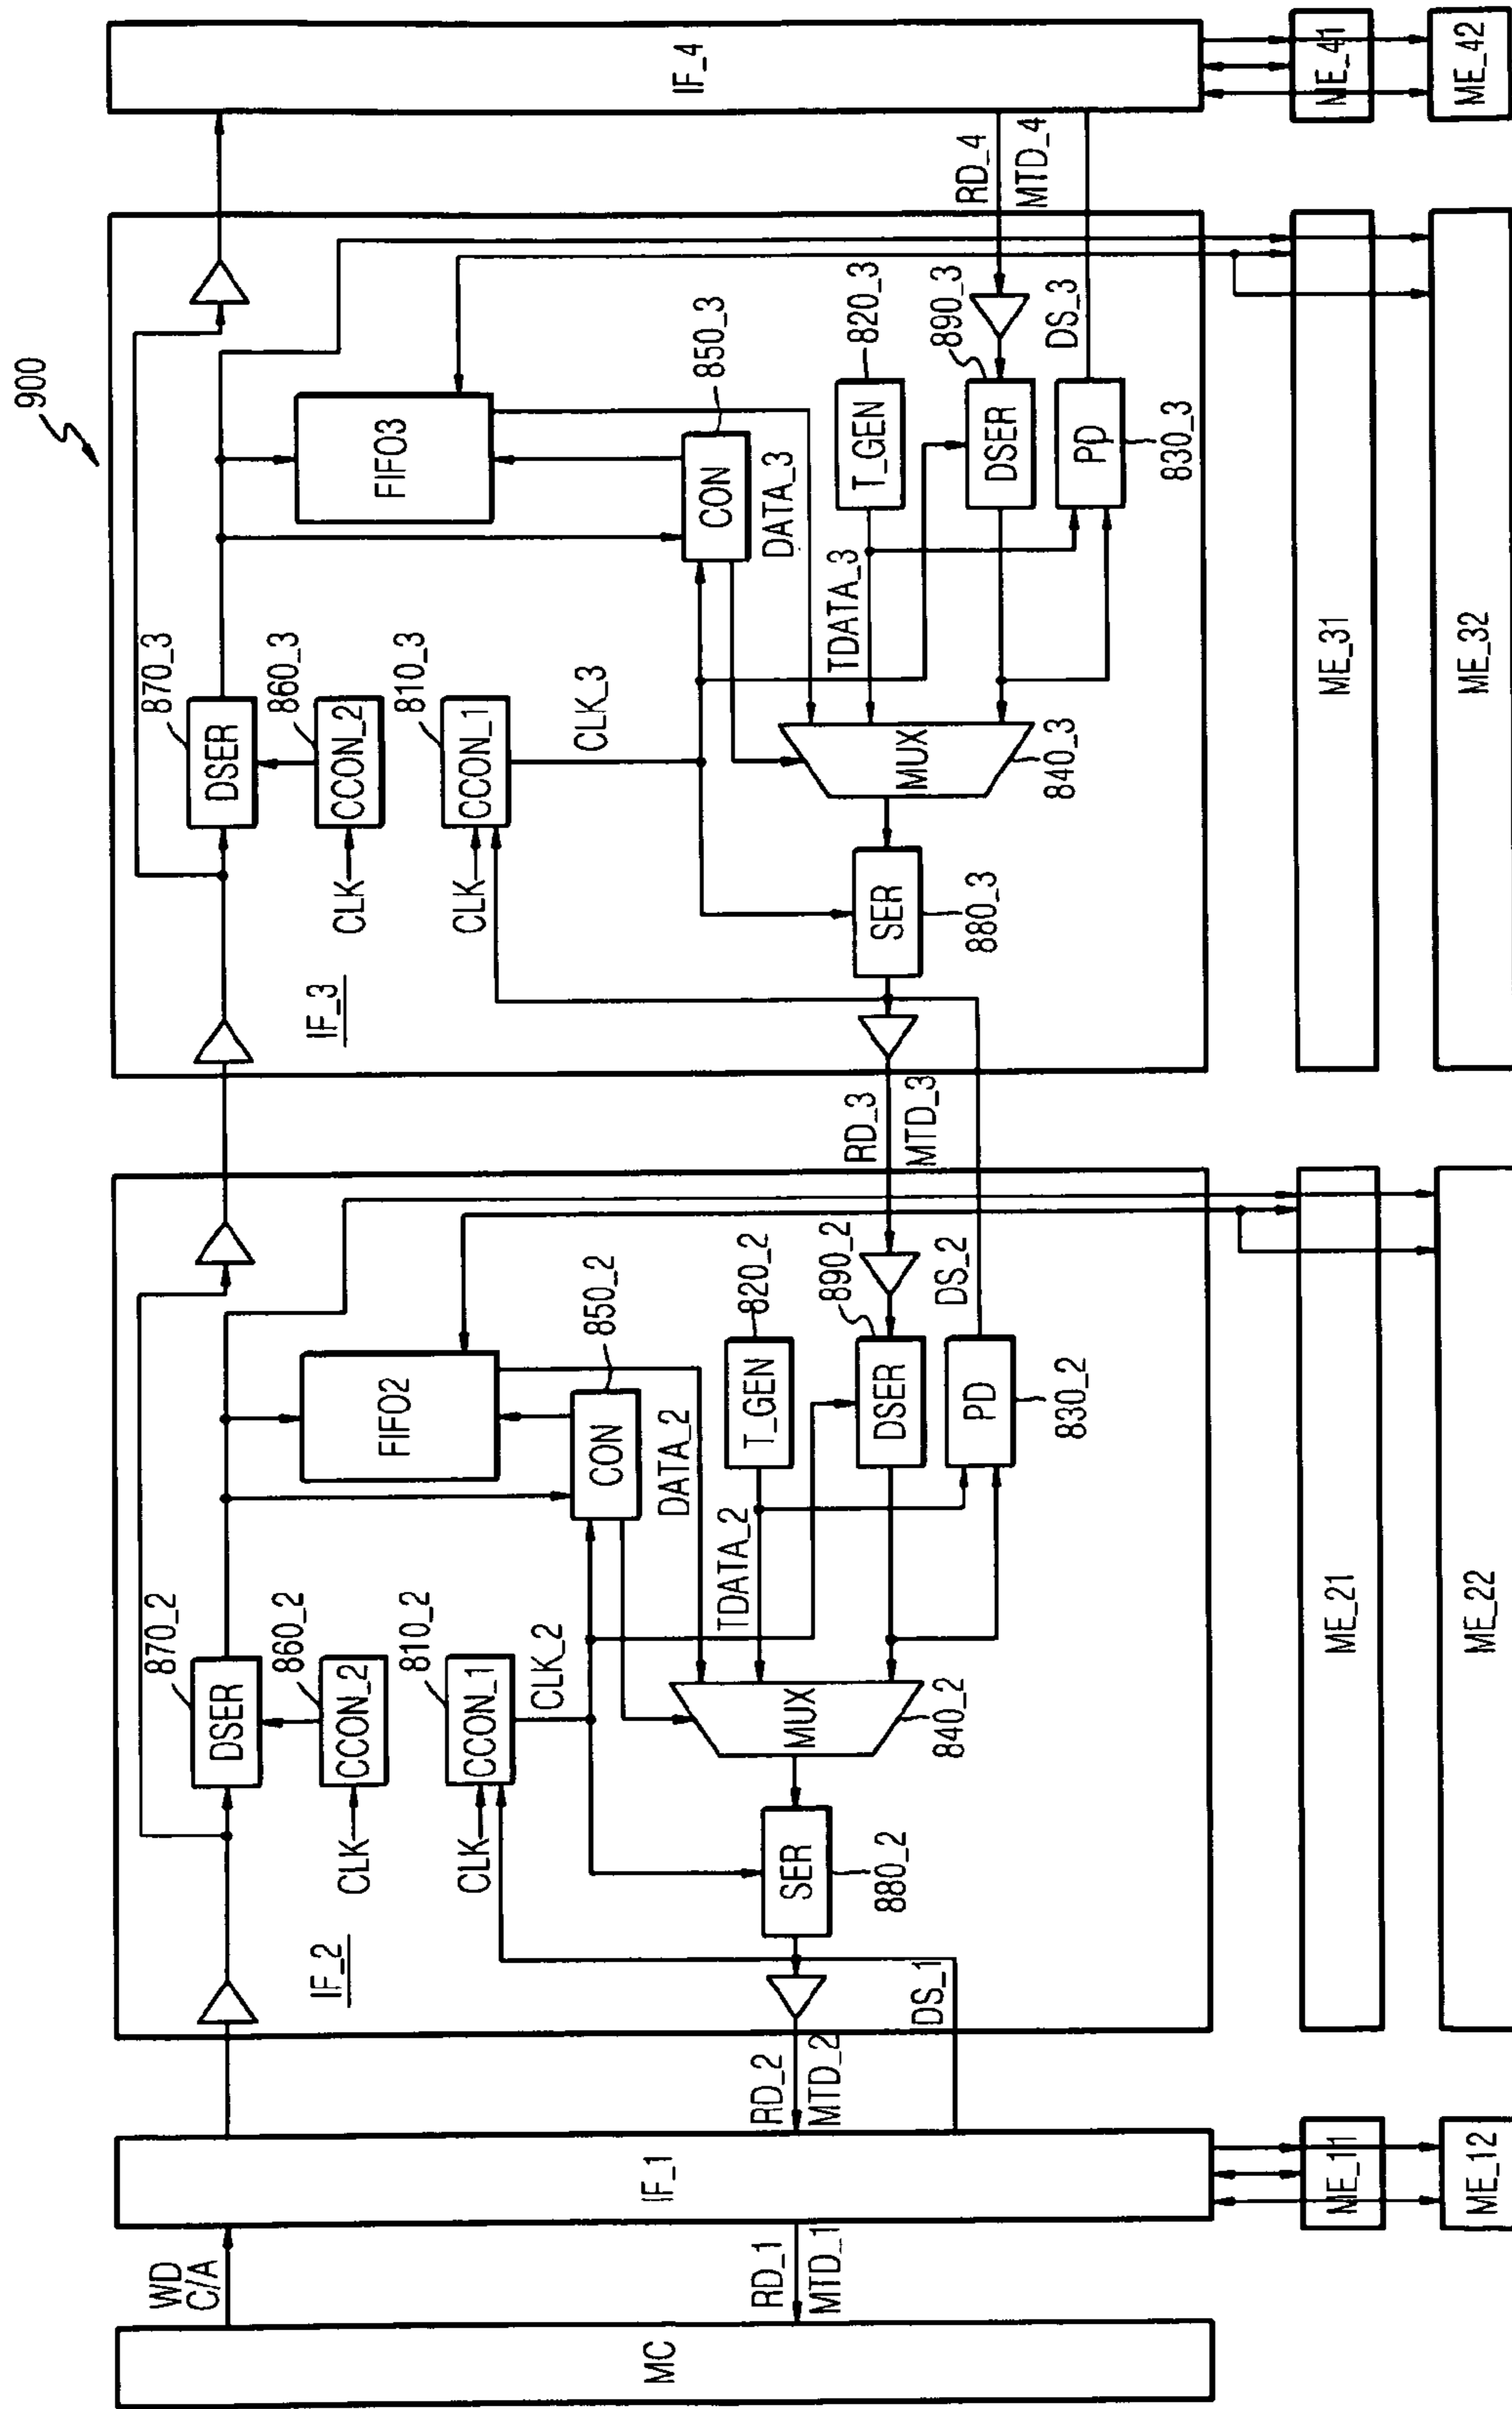 900
MC
WD
C/A
RD_1
MTD_1
IF_1
ME_11
ME_12
RD_2
MTD_2
DS_1
IF_2
870_2
DSER
860_2
CCON_2
CLK
810_2
CCON_1
CLK
CLK_2
FIFO2
850_2
CON
DATA_2
TDATA_2
820_2
T_GEN
890_2
DSER
DS_2
PD
830_2
MUX
840_2
SER
880_2
ME_21
ME_22
RD_3
MTD_3
IF_3
870_3
DSER
860_3
CCON_2
CLK
810_3
CCON_1
CLK
CLK_3
FIFO3
850_3
CON
DATA_3
TDATA_3
820_3
T_GEN
890_3
DSER
DS_3
PD
830_3
MUX
840_3
SER
880_3
ME_31
ME_32
RD_4
MTD_4
IF_4
ME_41
ME_42